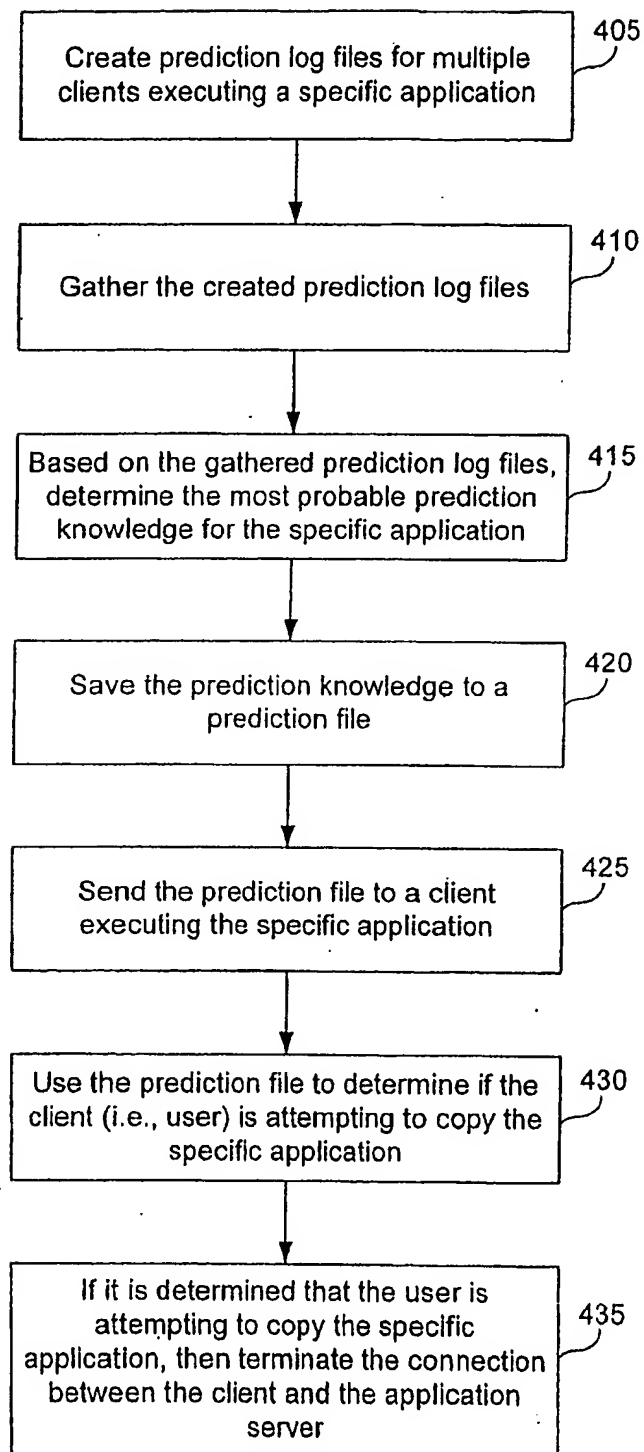 405
Create prediction log files for multiple
clients executing a specific application
410
Gather the created prediction log files
Based on the gathered prediction log files,
determine the most probable prediction
knowledge for the specific application
415
420
Save the prediction knowledge to a
prediction file
425
Send the prediction file to a client
executing the specific application
430
Use the prediction file to determine if the
client (i.e., user) is attempting to copy the
specific application
If it is determined that the user is
attempting to copy the specific
application, then terminate the connection
between the client and the application
server
435